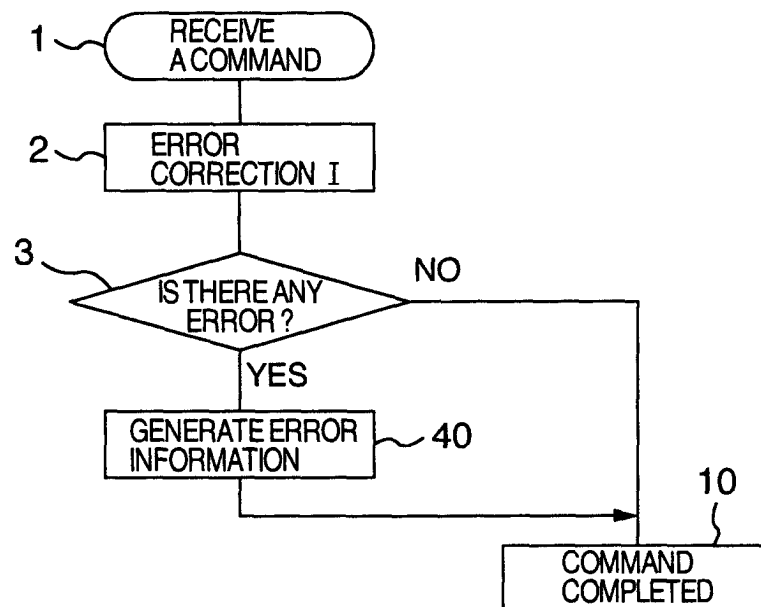 1
RECEIVE
A COMMAND
2
ERROR
CORRECTION I
3
IS THERE ANY
ERROR?
NO
YES
GENERATE ERROR
INFORMATION
40
10
COMMAND
COMPLETED